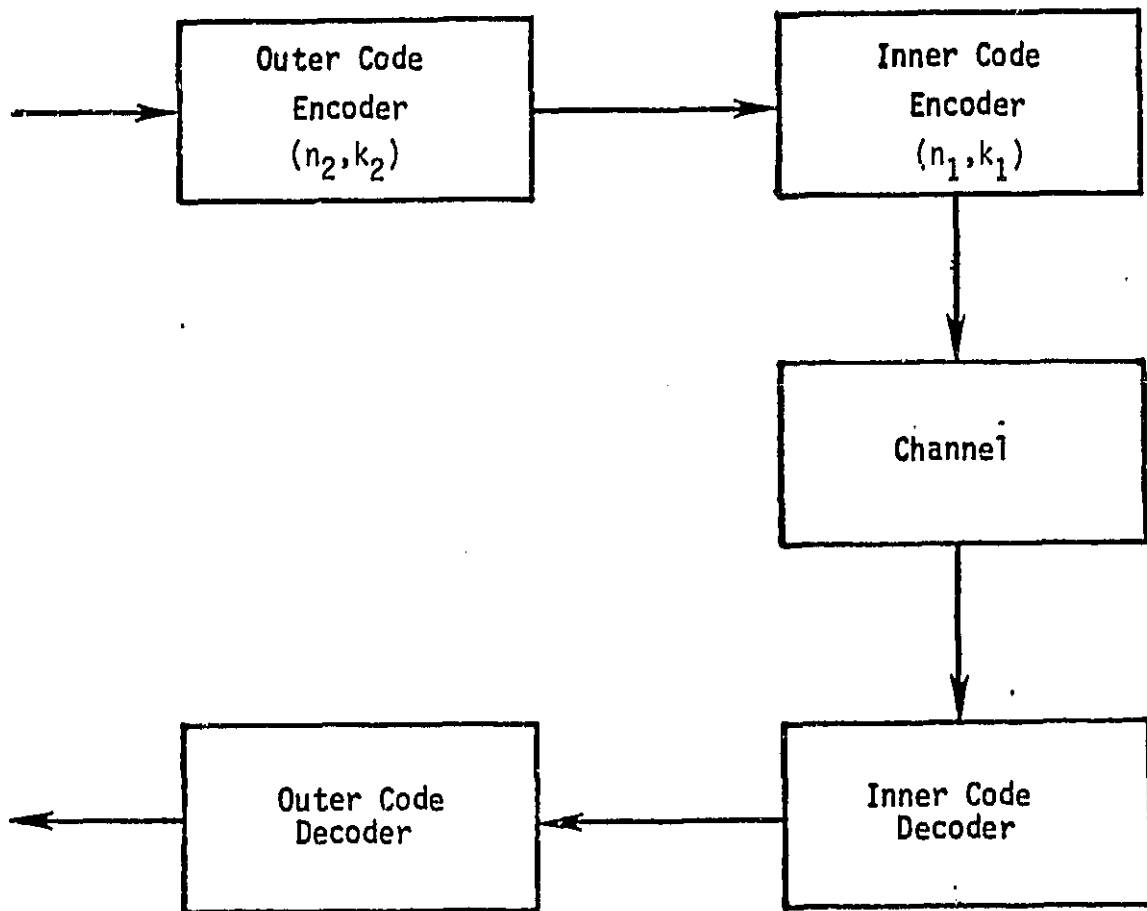 Outer Code
Encoder
(n₂,k₂)
Inner Code
Encoder
(n₁,k₁)
Channel
Inner Code
Decoder
Outer Code
Decoder